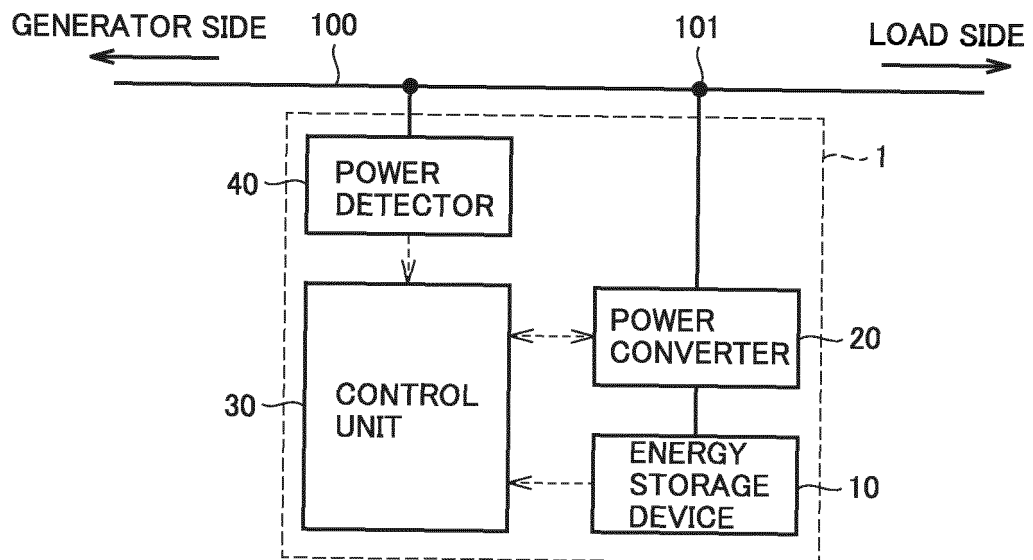 GENERATOR SIDE
100
101
LOAD SIDE
1
40
POWER
DETECTOR
POWER
CONVERTER
20
30
CONTROL
UNIT
ENERGY
STORAGE
DEVICE
10